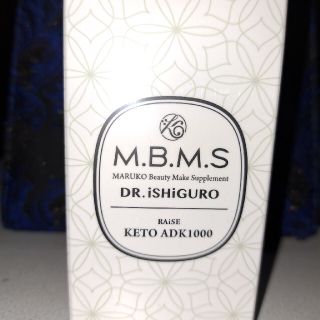 M.B.M.S
MARUKO Beauty Make Supplement
DR.iSHiGURO
RAiSE
KETO ADK1000